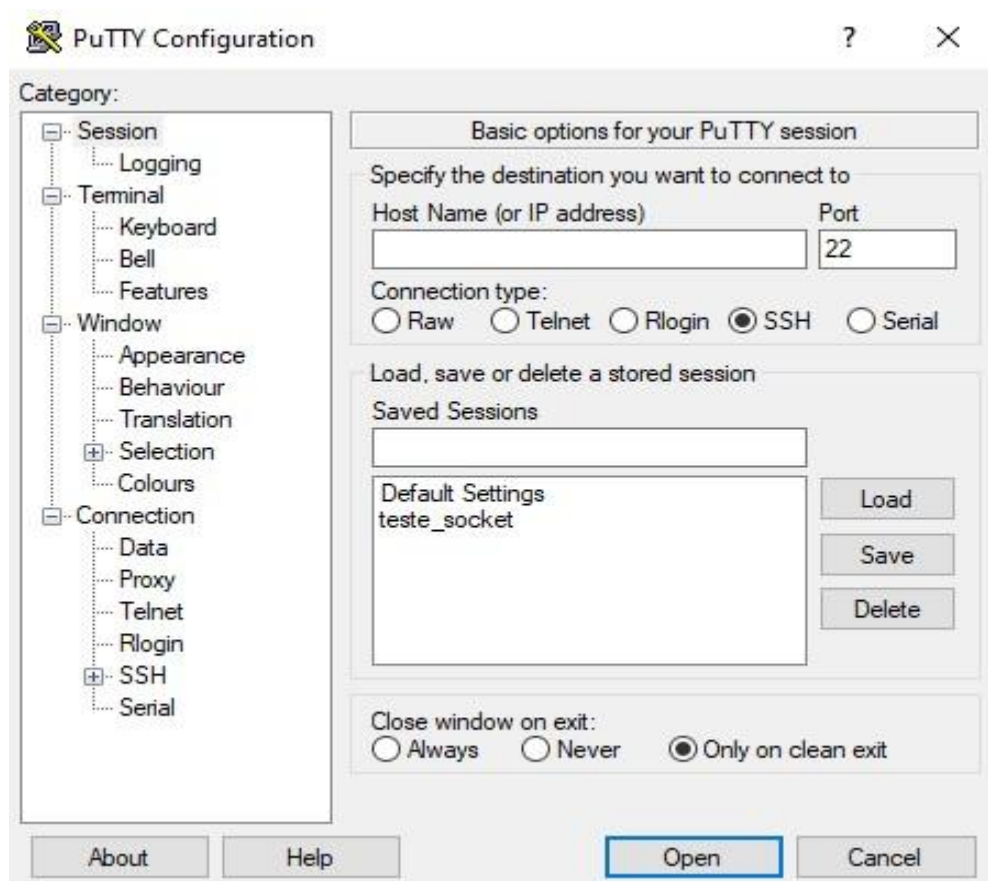 PuTTY Configuration
?
Category:
Session
Logging
Terminal
Keyboard
Bell
Features
Window
Appearance
Behaviour
Translation
Selection
Colours
Connection
Data
Proxy
Telnet
Rlogin
SSH
Serial
Basic options for your PuTTY session
Specify the destination you want to connect to
Host Name (or IP address) Port
22
Connection type:
Raw Telnet Rlogin SSH Serial
Load, save or delete a stored session
Saved Sessions
Default Settings
teste_socket
Load
Save
Delete
Close window on exit:
Always Never Only on clean exit
About Help Open Cancel